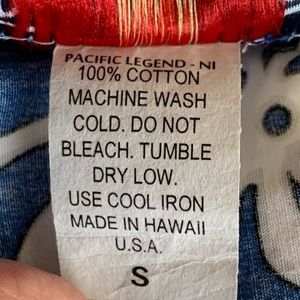 PACIFIC LEGEND - NI
100% COTTON
MACHINE WASH
COLD. DO NOT
BLEACH. TUMBLE
DRY LOW.
USE COOL IRON
MADE IN HAWAII
U.S.A.
S